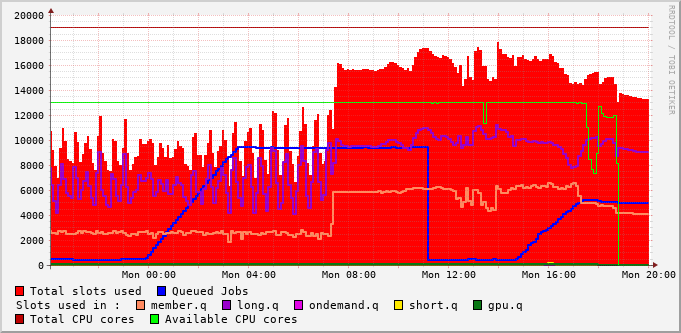 20000
18000
16000
14000
12000
10000
8000
6000
4000
2000
0
Mon 00:00 Mon 04:00 Mon 08:00 Mon 12:00 Mon 16:00 Mon 20:00
Total slots used Queued Jobs
Slots used in : member.q long.q ondemand.q short.q gpu.q
Total CPU cores Available CPU cores
RRDTOOL / TOBI OETIKER